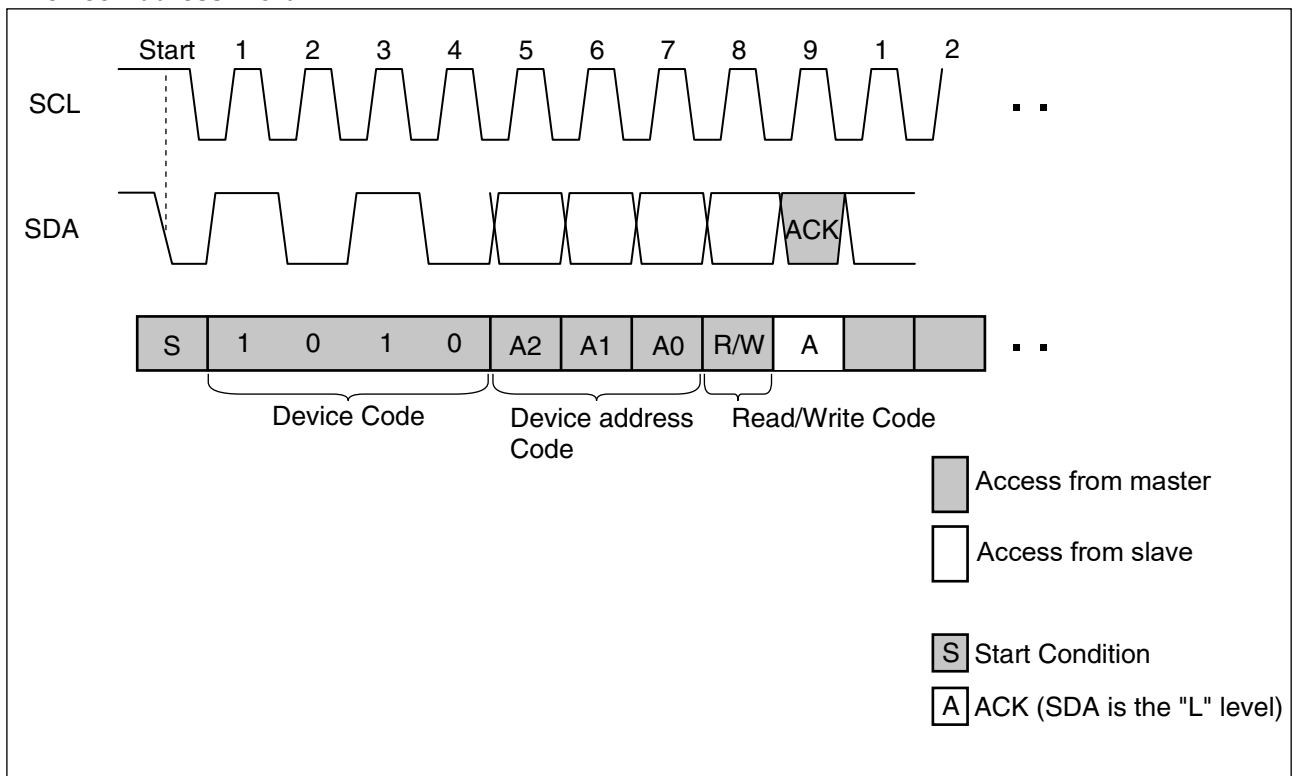 Start 1 2 3 4 5 6 7 8 9 1 2
SCL
. .
SDA
ACK
S 1 0 1 0 A2 A1 A0 R/W A
. .
Device Code
Device address
Code
Read/Write Code
Access from master
Access from slave
S Start Condition
A ACK (SDA is the "L" level)